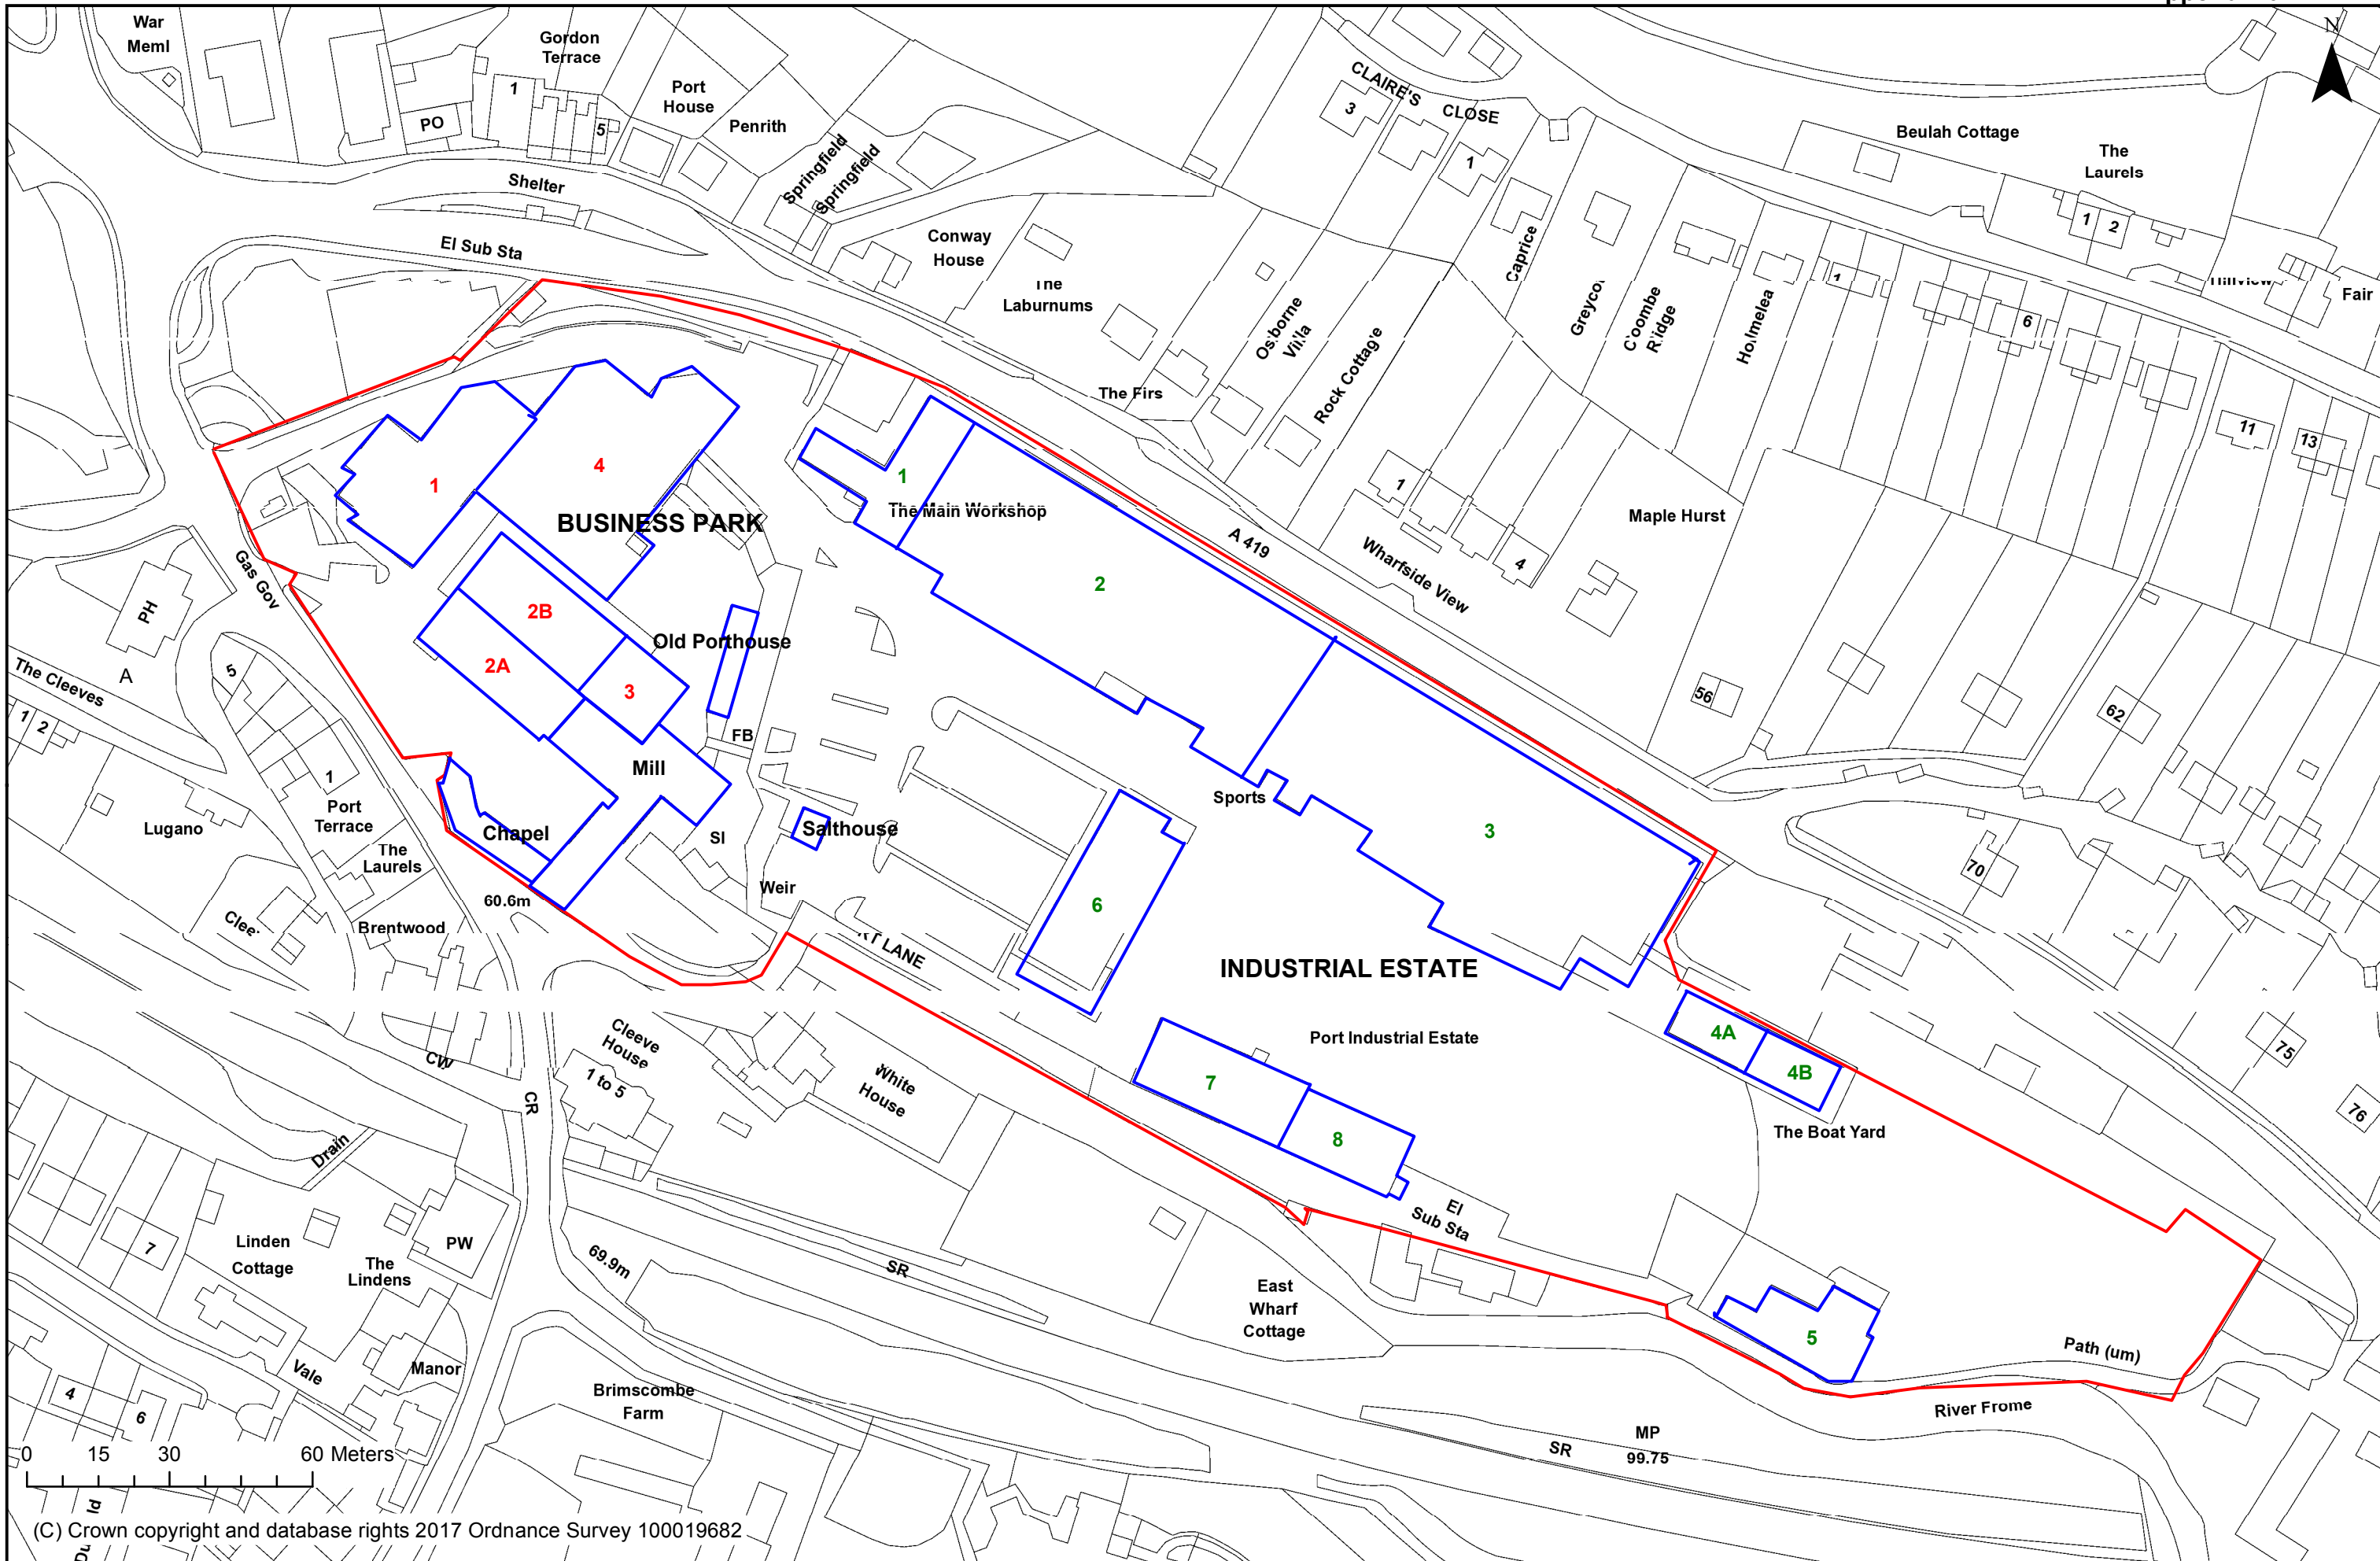 N
War
Meml
Gordon
Terrace
1
PO
5
Port
House
Penrith
Springfield
Springfield
Shelter
El Sub Sta
Conway
House
Laburnums
The Firs
CLAIRE'S
CLOSE
3
1
Caprice
Osborne
Villa
Rock Cottage
Coombe
Ridge
Holmelea
1
6
Beulah Cottage
The
Laurels
1
2
Fair
11
13
1
4
BUSINESS PARK
1
The Main Workshop
2
A 419
1
4
Wharfside View
Maple Hurst
56
62
Gas Gov
PH
A
The Cleeves
1
2
5
1
Port
Terrace
The
Laurels
Lugano
Brentwood
2B
2A
3
Old Porthouse
FB
Mill
Chapel
60.6m
Sl
Salthouse
Weir
LANE
Sports
3
6
INDUSTRIAL ESTATE
Port Industrial Estate
7
8
4A
4B
The Boat Yard
70
75
76
CW
CR
Cleeve
House
1 to 5
White
House
Drain
7
Linden
Cottage
The
Lindens
PW
69.9m
SR
El
Sub Sta
East
Wharf
Cottage
5
Path (um)
River Frome
MP
99.75
SR
Vale
Manor
4
6
Brimscombe
Farm
0 15 30 60 Meters
(C) Crown copyright and database rights 2017 Ordnance Survey 100019682